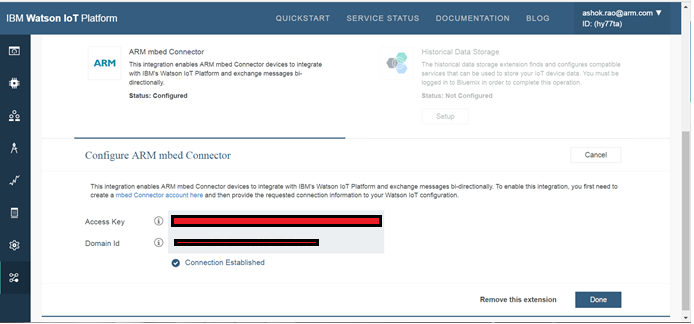 IBM Watson IoT Platform
QUICKSTART SERVICE STATUS DOCUMENTATION BLOG
ashok.rao@arm.com ▼
ID: (hy77ta)
ARM
ARM mbed Connector
This integration enables ARM mbed Connector devices to integrate
with IBM's Watson IoT Platform and exchange messages bi-
directionally.
Status: Configured
Historical Data Storage
The historical data storage extension finds and configures compatible
services that can be used to store your IoT device data. You must be
logged in to Bluemix in order to complete this operation.
Status: Not Configured
Setup
Configure ARM mbed Connector
Cancel
This integration enables ARM mbed Connector devices to integrate with IBM's Watson IoT Platform and exchange messages bi-directionally. To enable this integration, you first need to
create a mbed Connector account here and then provide the requested connection information to your Watson IoT configuration.
Access Key
Domain Id
Connection Established
Remove this extension
Done